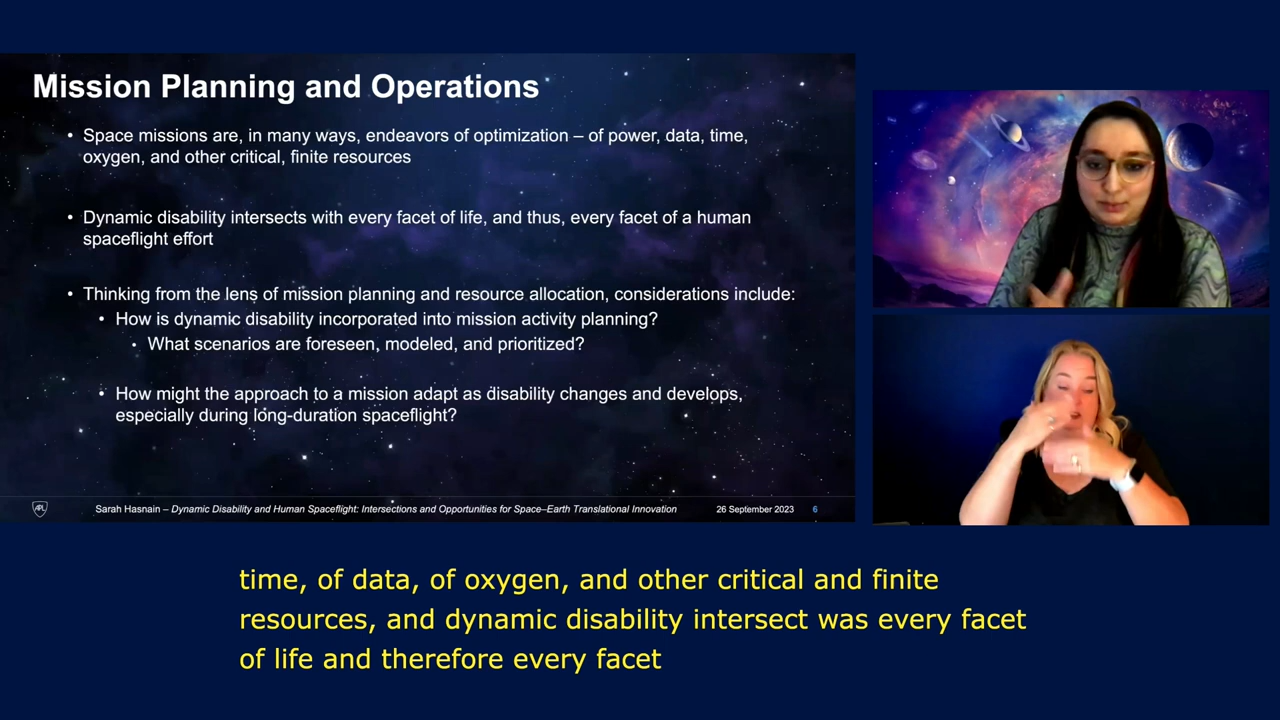 Mission Planning and Operations
• Space missions are, in many ways, endeavors of optimization – of power, data, time,
oxygen, and other critical, finite resources
• Dynamic disability intersects with every facet of life, and thus, every facet of a human
spaceflight effort
• Thinking from the lens of mission planning and resource allocation, considerations include:
• How is dynamic disability incorporated into mission activity planning?
• What scenarios are foreseen, modeled, and prioritized?
• How might the approach to a mission adapt as disability changes and develops,
especially during long-duration spaceflight?
APL
Sarah Hasnain – Dynamic Disability and Human Spaceflight: Intersections and Opportunities for Space–Earth Translational Innovation
26 September 2023
6
time, of data, of oxygen, and other critical and finite
resources, and dynamic disability intersect was every facet
of life and therefore every facet